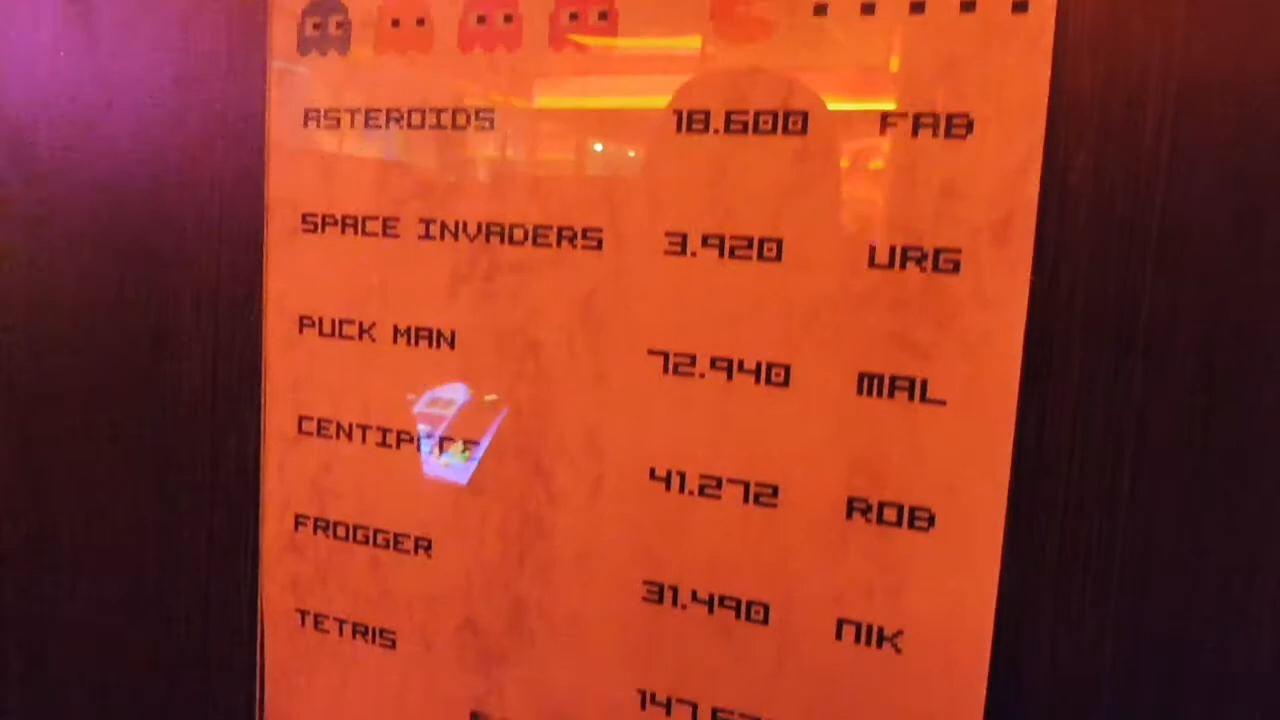 ASTEROIDS 18.600 FAB
SPACE INVADERS 3.920 URG
PUCK MAN 72.940 MAL
CENTIPEDE 41.272 ROB
FROGGER 31.490 NIK
TETRIS